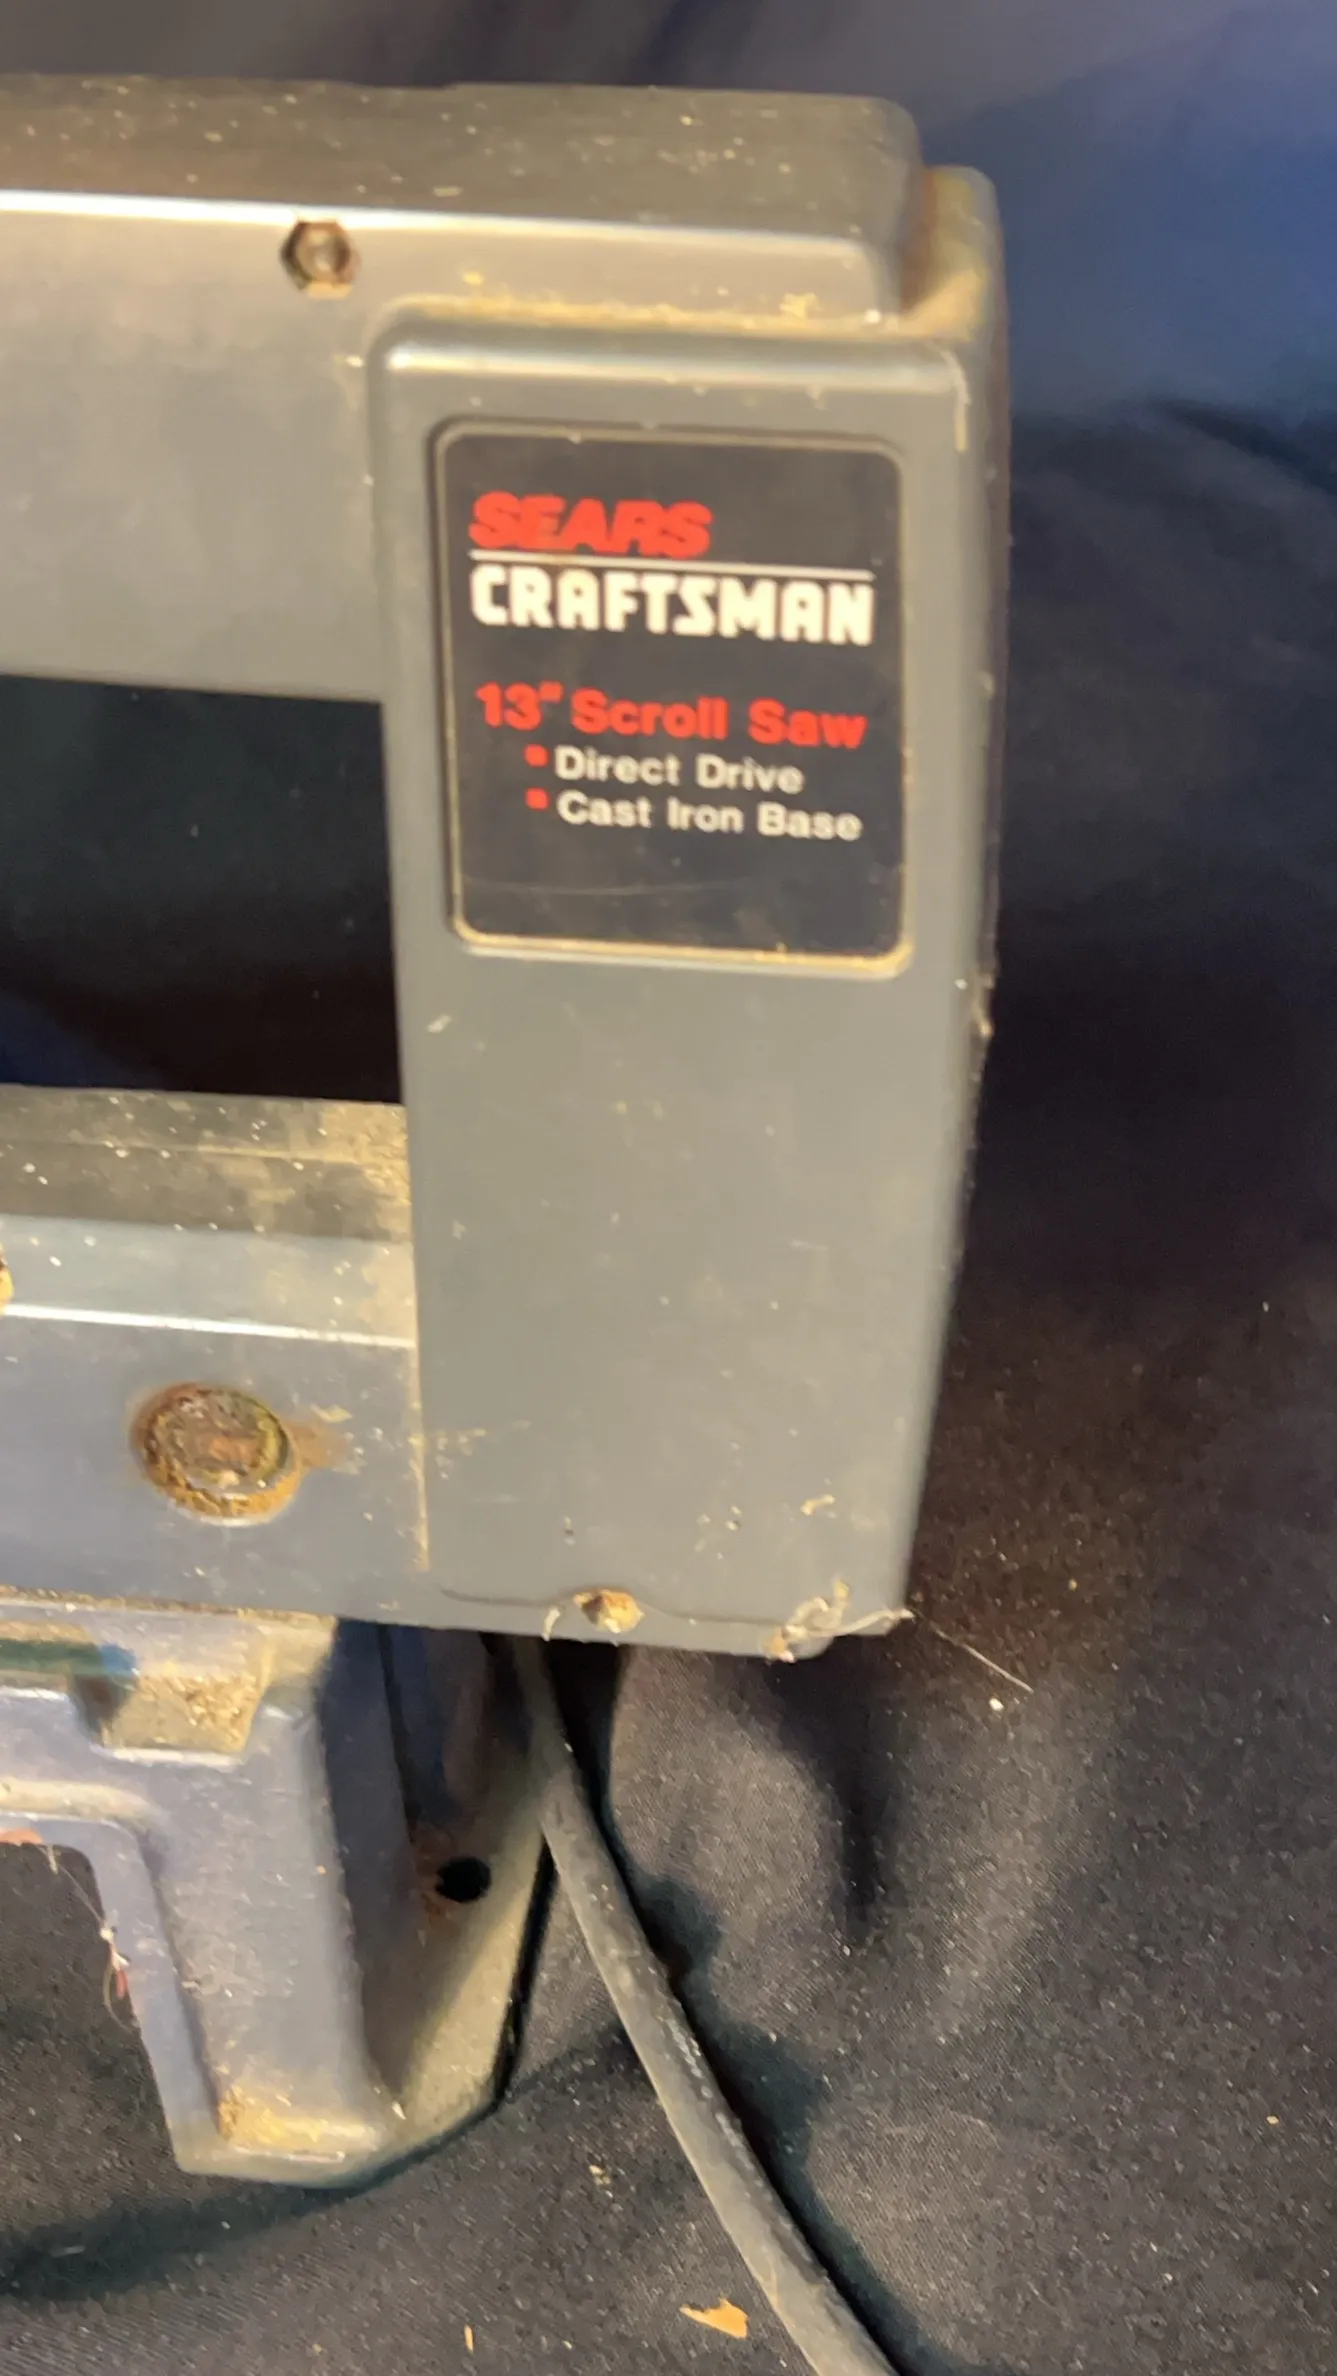 SEARS
CRAFTSMAN
13" Scroll Saw
▪ Direct Drive
▪ Cast Iron Base